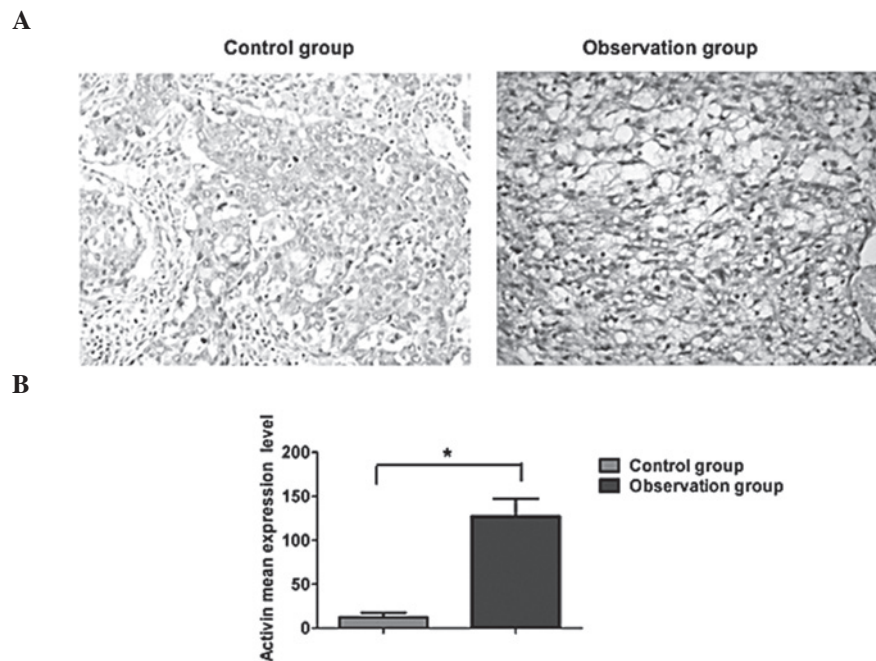 A
Control group
Observation group
B
Activin mean expression level
200
150
100
50
0
*
Control group
Observation group